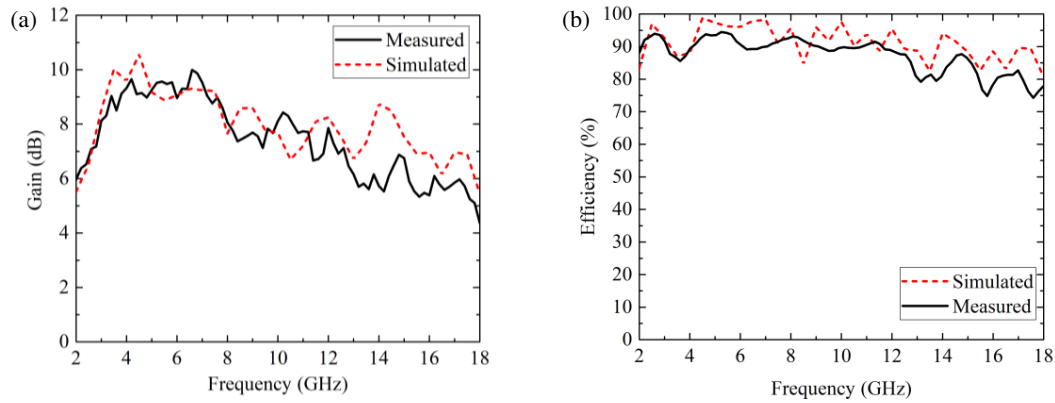 (a)
12
10
8
6
4
2
0
Gain (dB)
Measured
Simulated
2 4 6 8 10 12 14 16 18
Frequency (GHz)
(b)
100
90
80
70
60
50
40
30
20
10
0
Efficiency (%)
Simulated
Measured
2 4 6 8 10 12 14 16 18
Frequency (GHz)